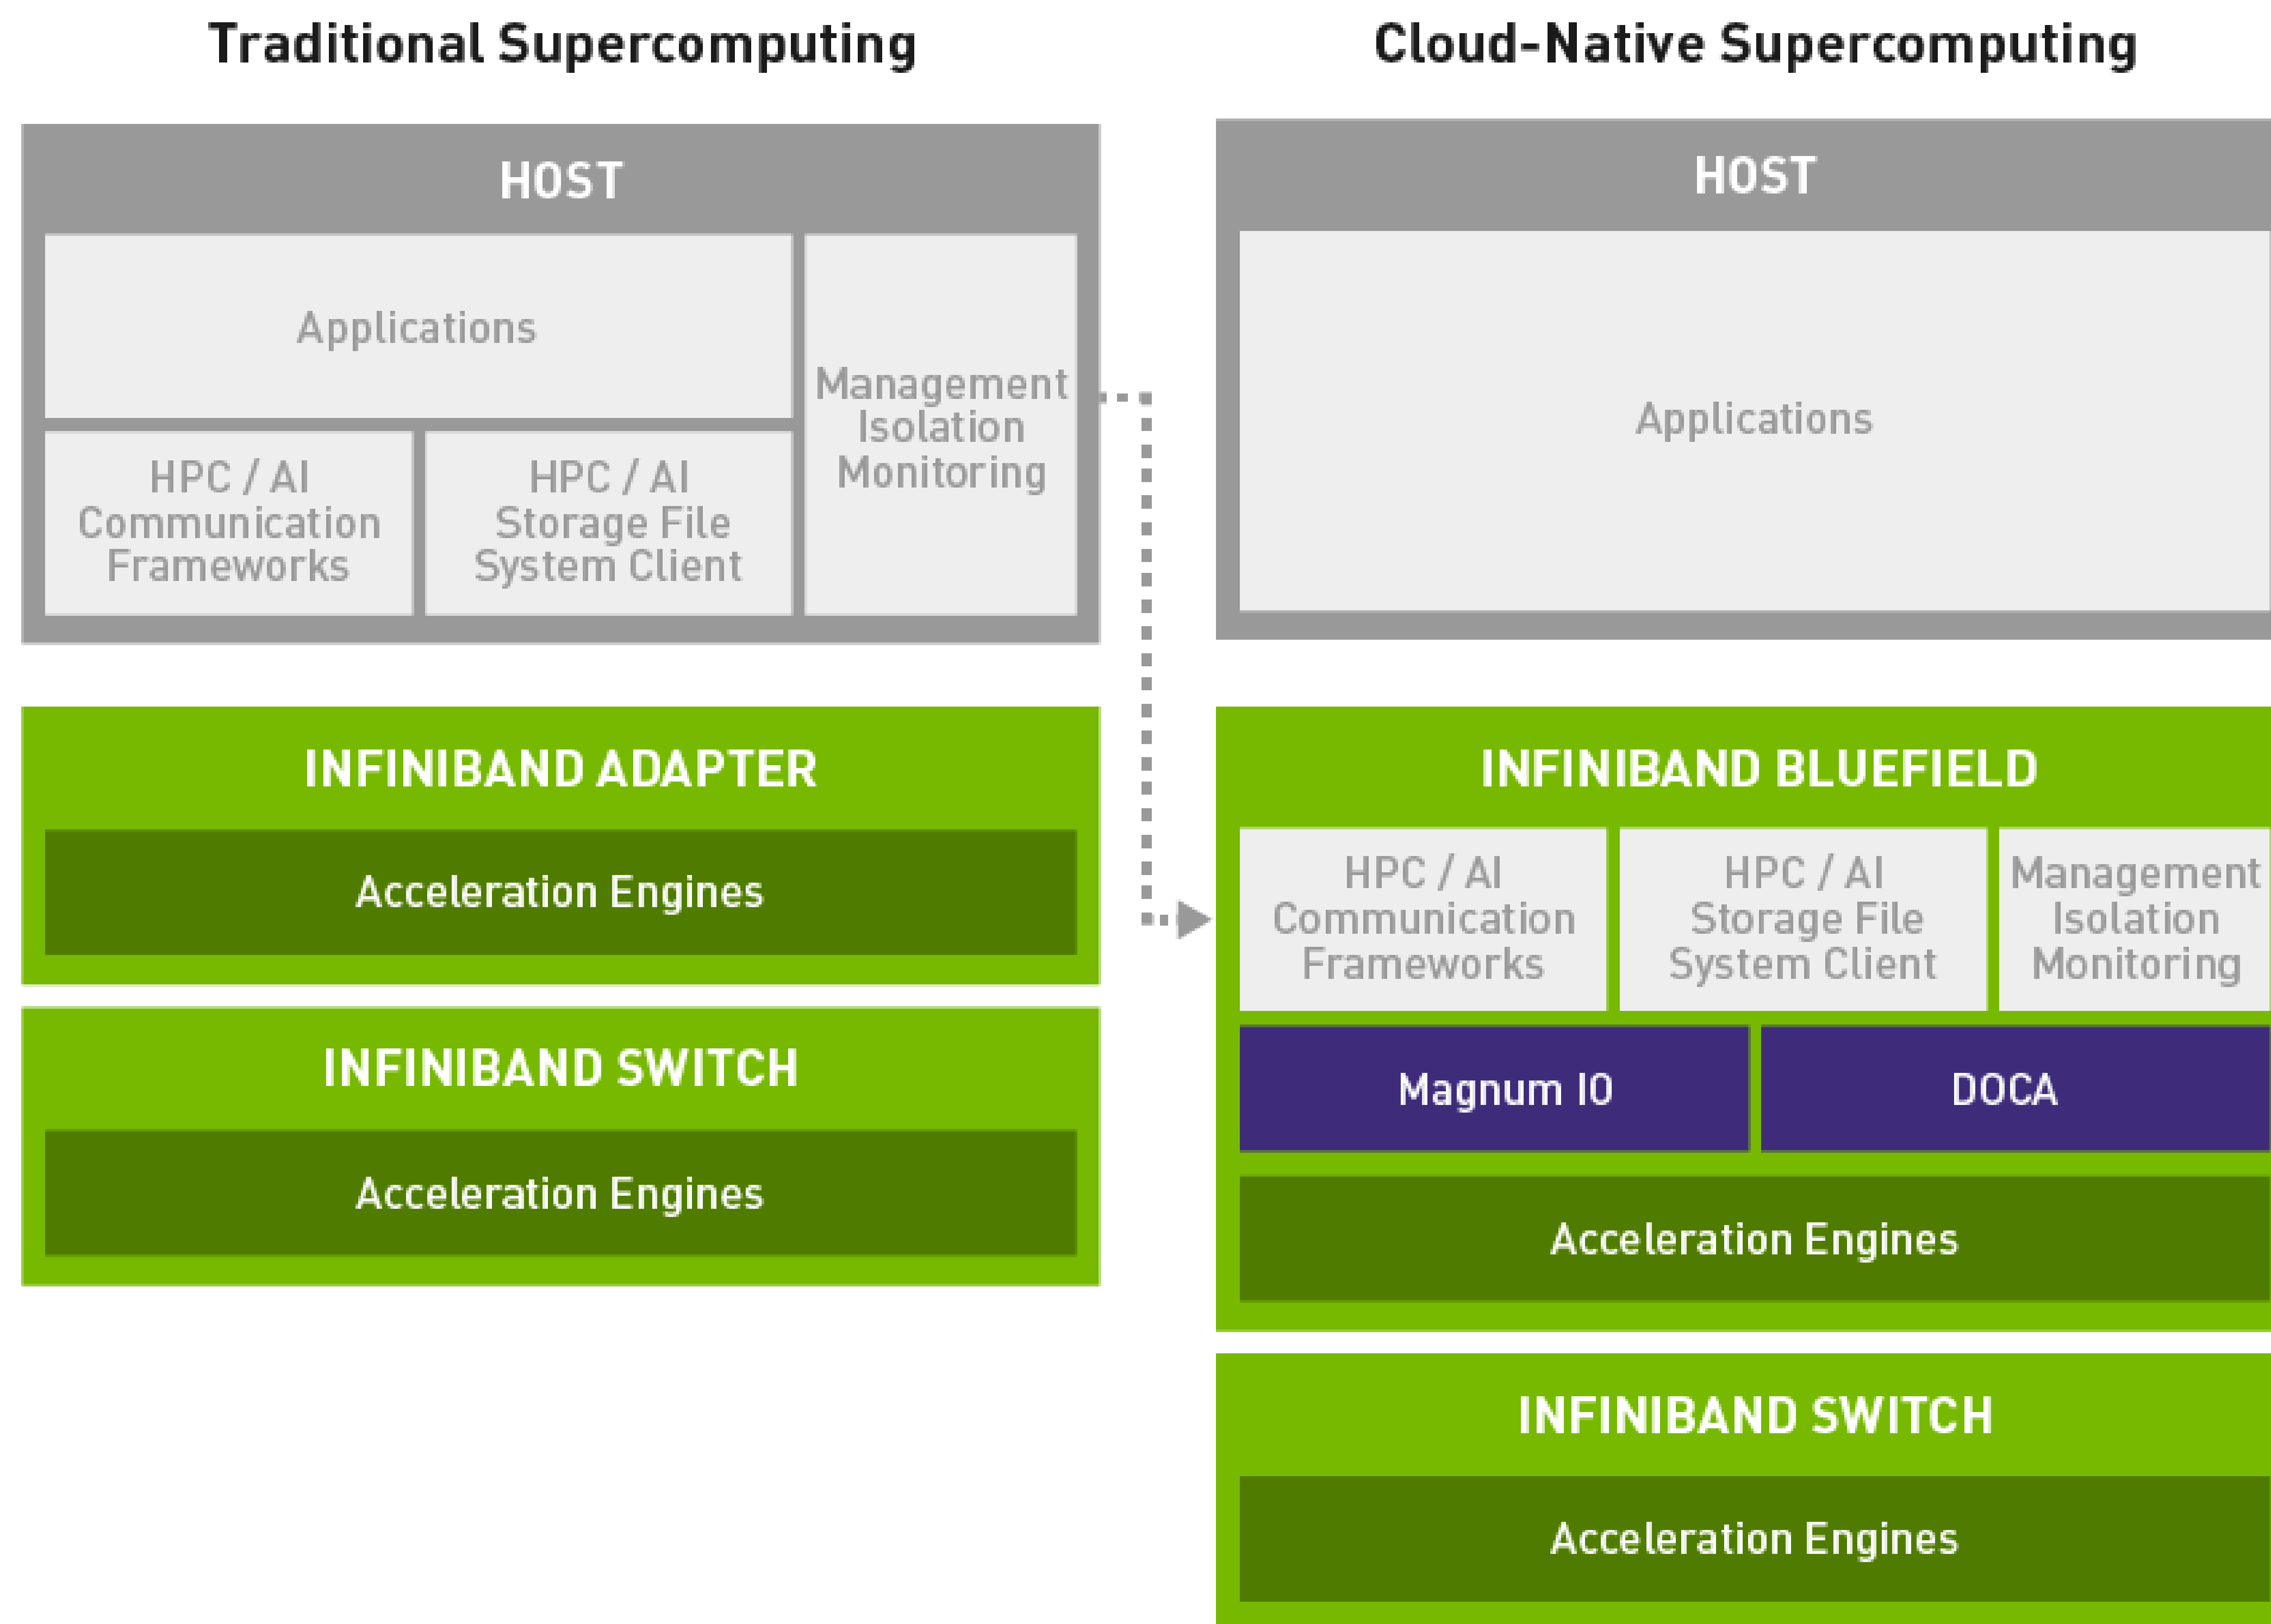 Traditional Supercomputing
HOST
Applications
HPC / AI
Communication
Frameworks
HPC / AI
Storage File
System Client
Management
Isolation
Monitoring
INFINIBAND ADAPTER
Acceleration Engines
INFINIBAND SWITCH
Acceleration Engines
Cloud-Native Supercomputing
HOST
Applications
INFINIBAND BLUEFIELD
HPC / AI
Communication
Frameworks
HPC / AI
Storage File
System Client
Management
Isolation
Monitoring
Magnum IO
DOCA
Acceleration Engines
INFINIBAND SWITCH
Acceleration Engines